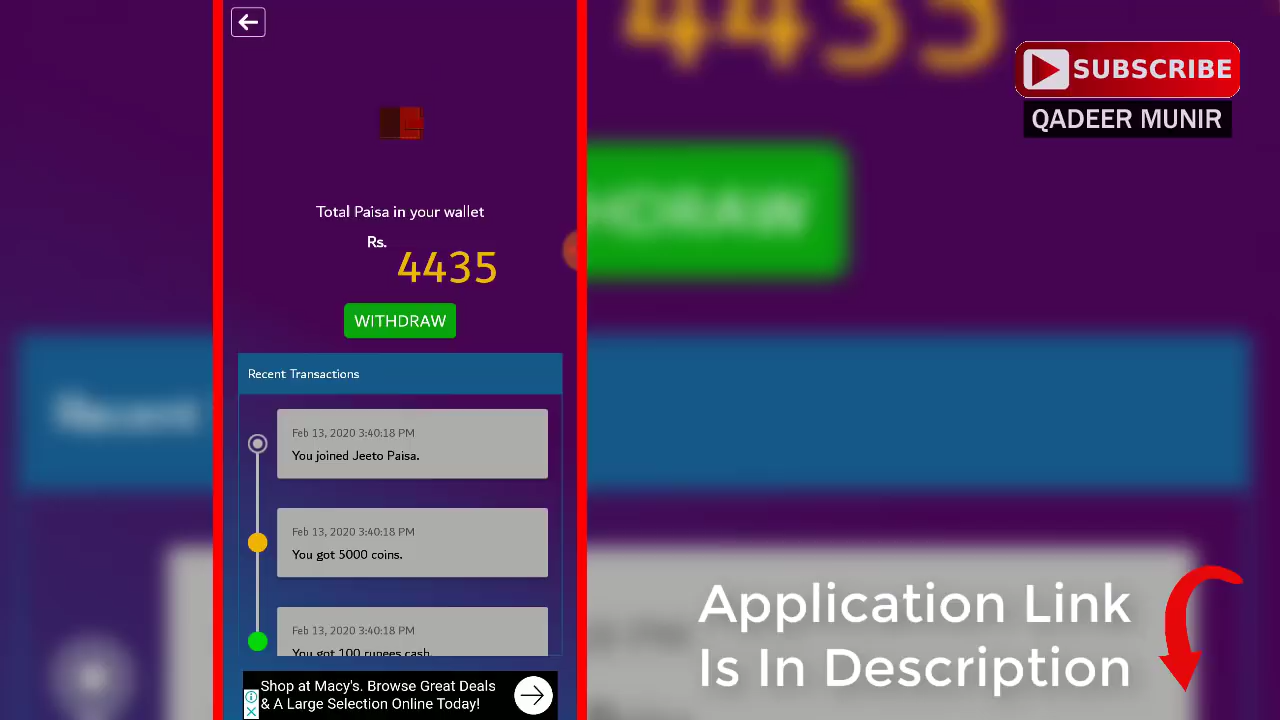 Total Paisa in your wallet
Rs.
4435
WITHDRAW
Recent Transactions
Feb 13, 2020 3:40:18 PM
You joined Jeeto Paisa.
Feb 13, 2020 3:40:18 PM
You got 5000 coins.
Feb 13, 2020 3:40:18 PM
You got 100 rupees cash.
Shop at Macy's. Browse Great Deals
& A Large Selection Online Today!
4435
HDRAW
Recent
SUBSCRIBE
QADEER MUNIR
Application Link
Is In Description